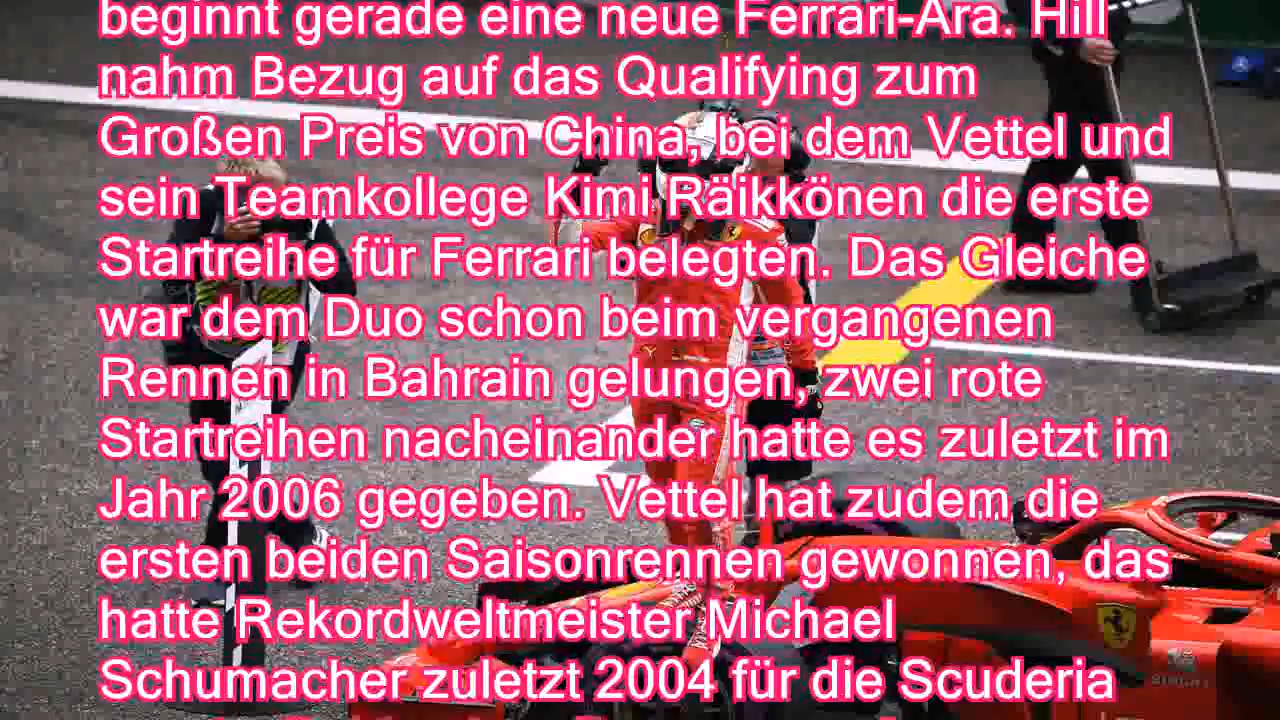 beginnt gerade eine neue Ferrari-Ära. Hill
nahm Bezug auf das Qualifying zum
Großen Preis von China, bei dem Vettel und
sein Teamkollege Kimi Räikkönen die erste
Startreihe für Ferrari belegten. Das Gleiche
war dem Duo schon beim vergangenen
Rennen in Bahrain gelungen, zwei rote
Startreihen nacheinander hatte es zuletzt im
Jahr 2006 gegeben. Vettel hat zudem die
ersten beiden Saisonrennen gewonnen, das
hatte Rekordweltmeister Michael
Schumacher zuletzt 2004 für die Scuderia